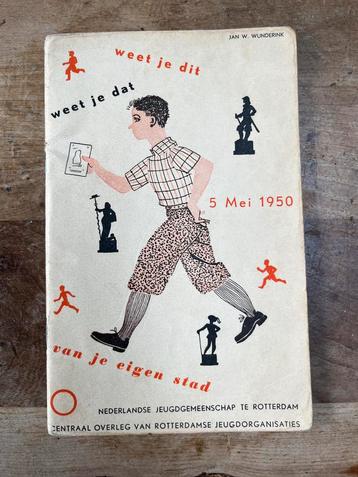 JAN W. WUNDERINK
weet je dit
weet je dat
5 Mei 1950
van je eigen stad
NEDERLANDSE JEUGDGEMEENSCHAP TE ROTTERDAM
CENTRAAL OVERLEG VAN ROTTERDAMSE JEUGDORGANISATIES